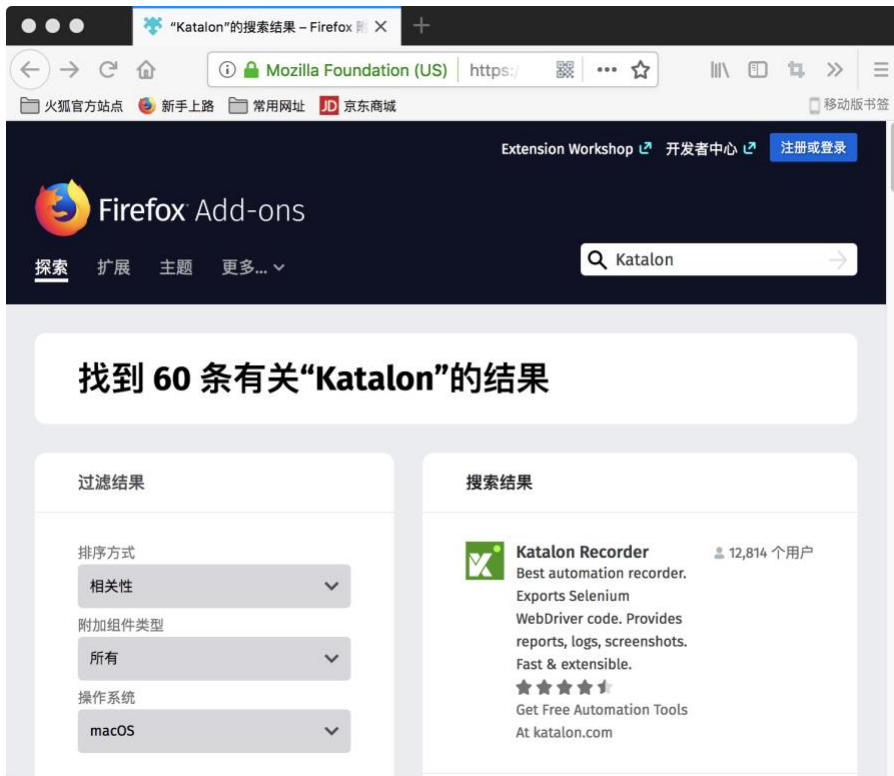 “Katalon”的搜索结果 – Firefox 附
Mozilla Foundation (US) https:/
火狐官方站点 新手上路 常用网址 JD 京东商城 移动版书签
Extension Workshop 开发者中心 注册或登录
Firefox Add-ons
探索 扩展 主题 更多... Katalon
找到 60 条有关“Katalon”的结果
过滤结果
排序方式
相关性
附加组件类型
所有
操作系统
macOS
搜索结果
Katalon Recorder 12,814 个用户
Best automation recorder.
Exports Selenium
WebDriver code. Provides
reports, logs, screenshots.
Fast & extensible.
Get Free Automation Tools
At katalon.com